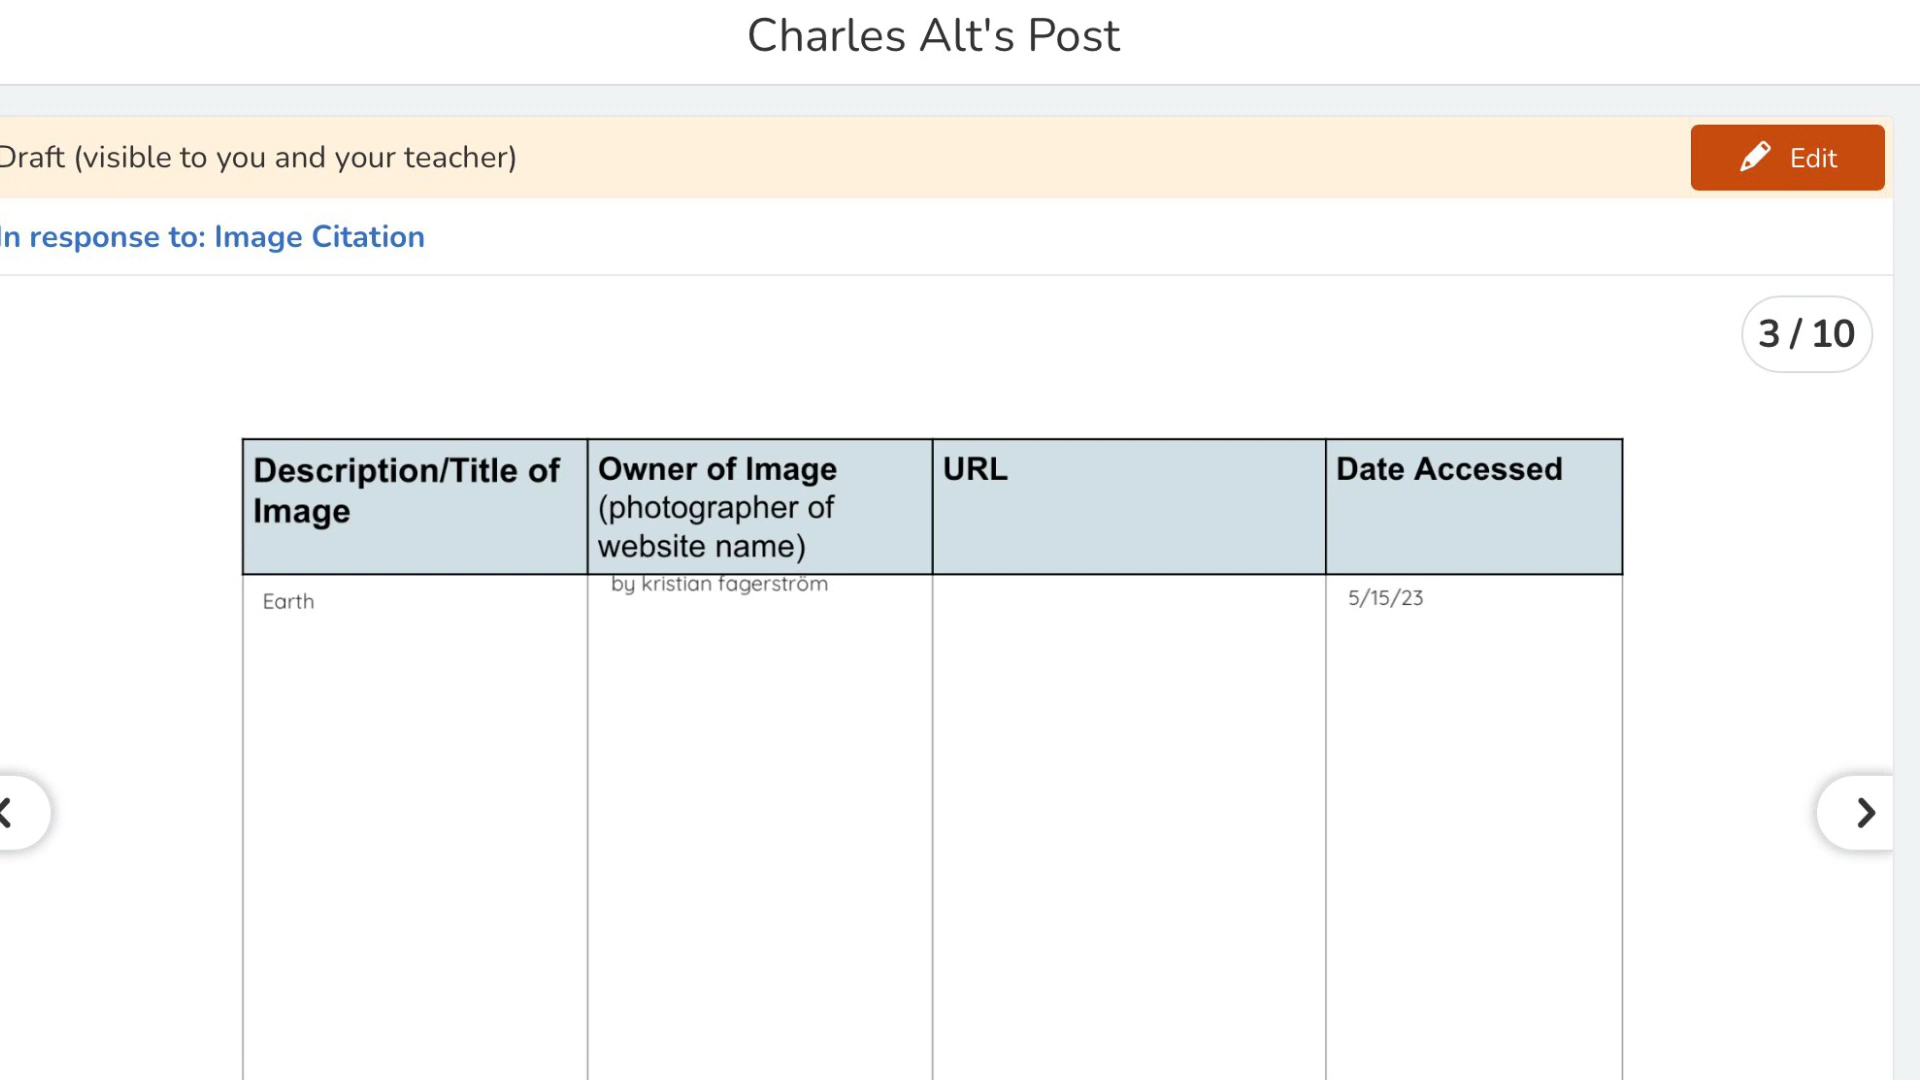 Charles Alt's Post
Draft (visible to you and your teacher)
Edit
In response to: Image Citation
3 / 10
Description/Title of
Image
Owner of Image
(photographer of
website name)
URL
Date Accessed
Earth
by kristian fagerström
5/15/23